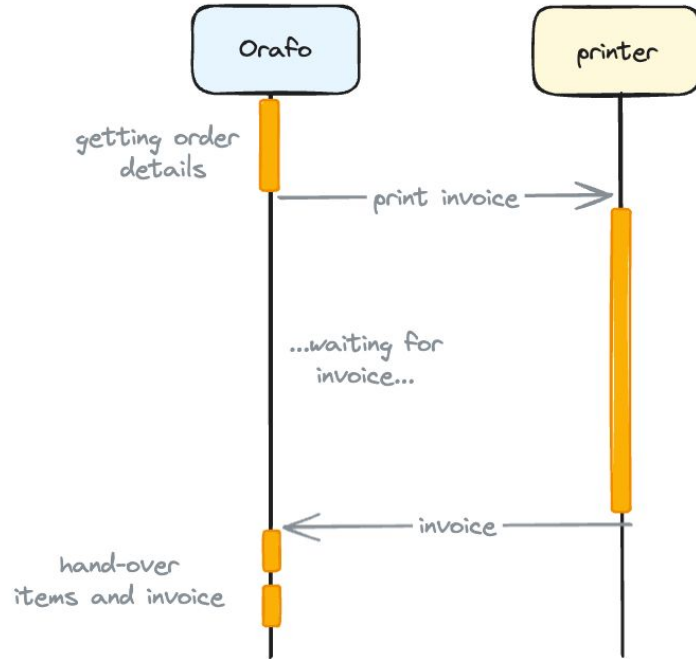 Orafo
printer
getting order
details
print invoice
...waiting for
invoice...
invoice
hand-over
items and invoice